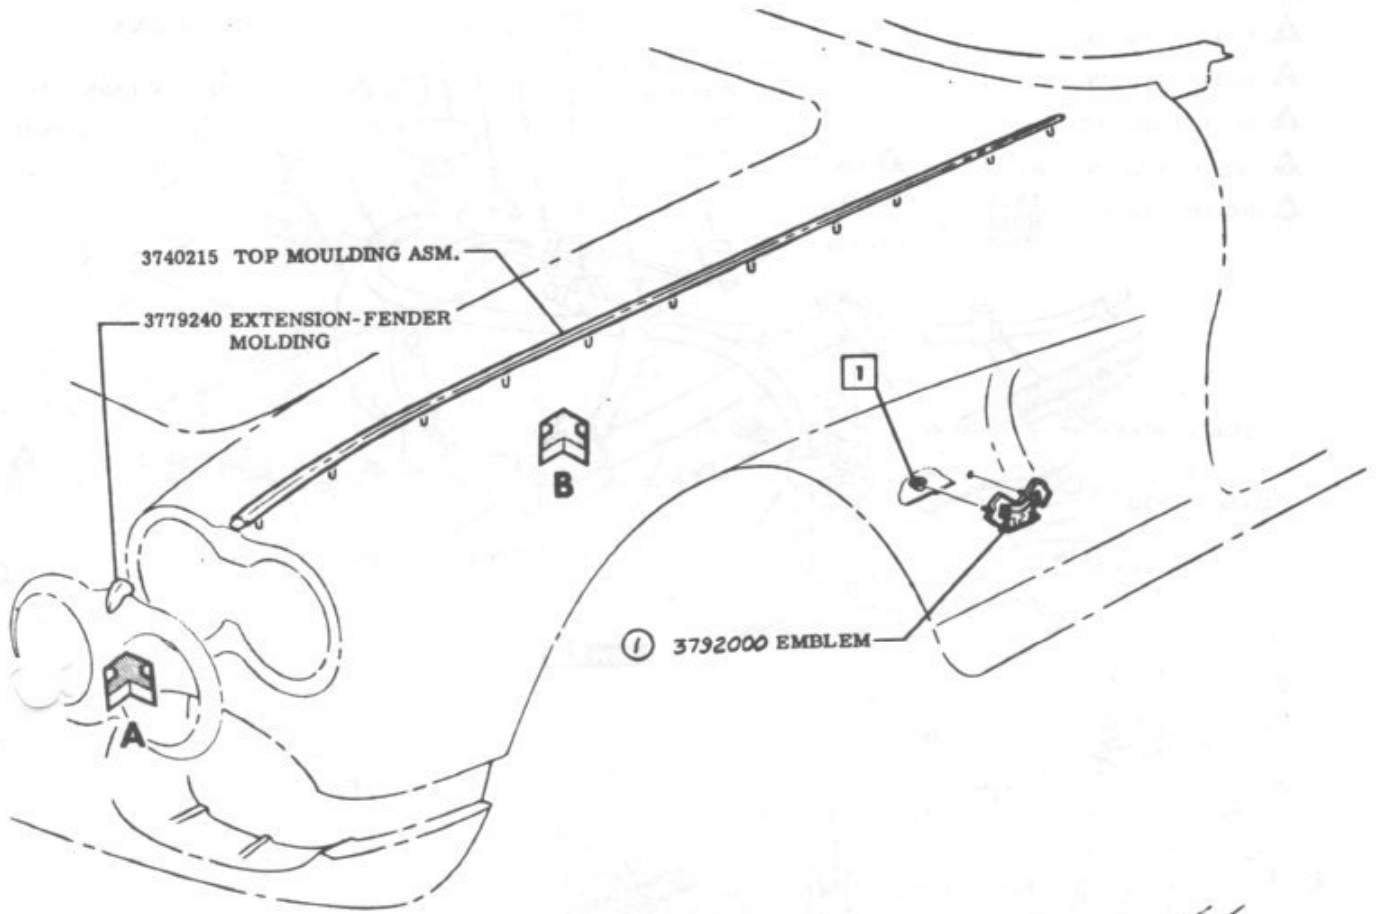 3740215 TOP MOULDING ASM.
3779240 EXTENSION-FENDER
MOLDING
1
B
1 3792000 EMBLEM
A